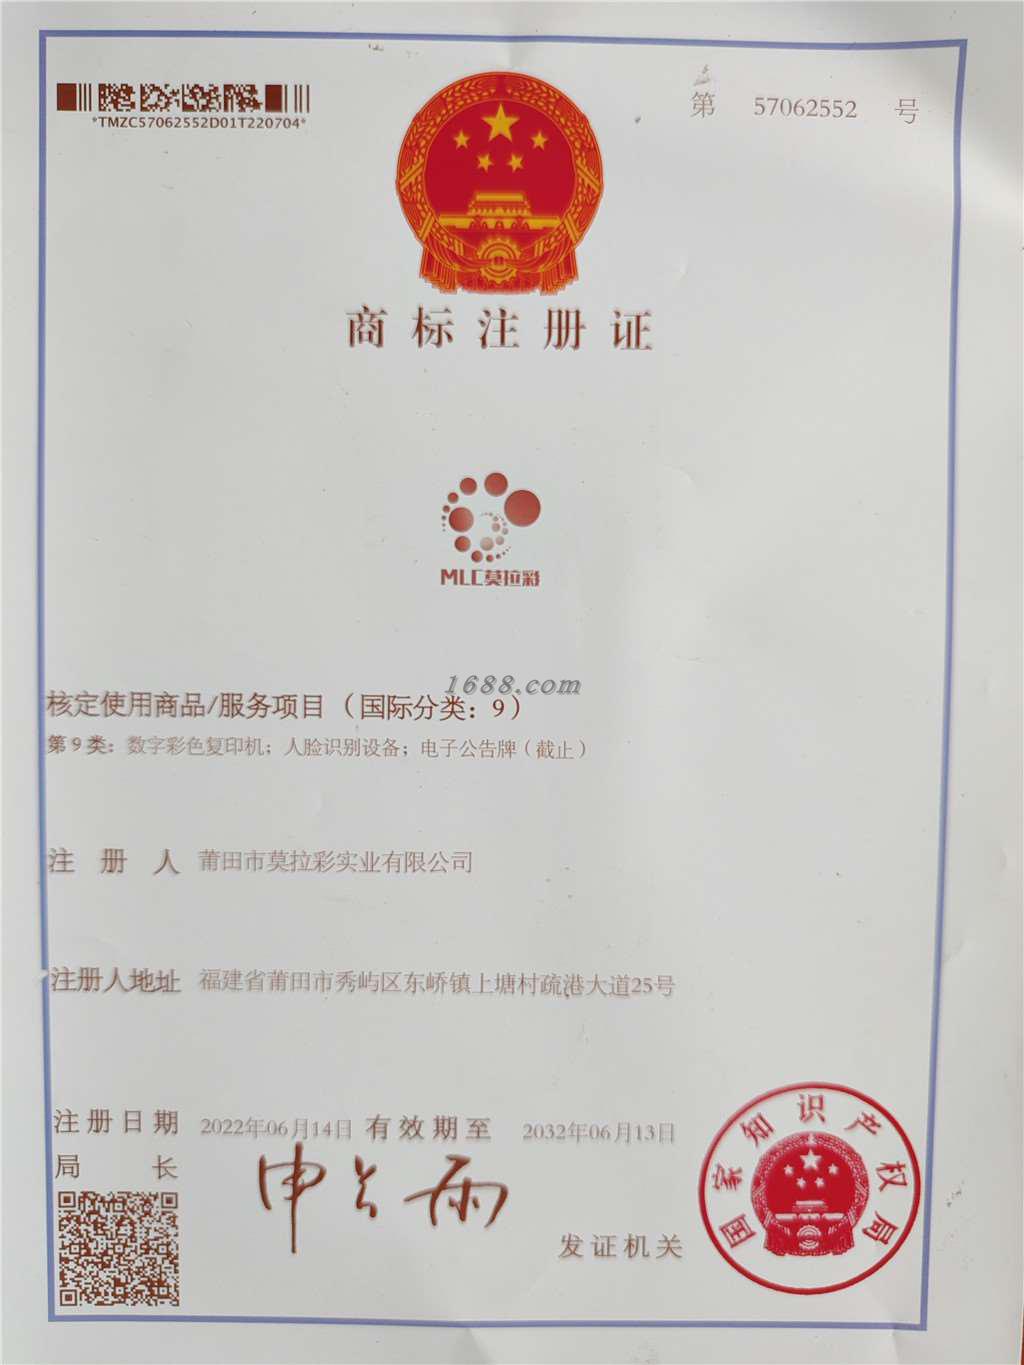 *TMZC57062552D01T220704*
第 57062552 号
商标注册证
MLC莫拉彩
1688.com
核定使用商品/服务项目（国际分类：9）
第9类：数字彩色复印机；人脸识别设备；电子公告牌（截止）
注册人 莆田市莫拉彩实业有限公司
注册人地址 福建省莆田市秀屿区东峤镇上塘村疏港大道25号
注册日期 2022年06月14日 有效期至 2032年06月13日
局长 申长雨
发证机关
国家知识产权局